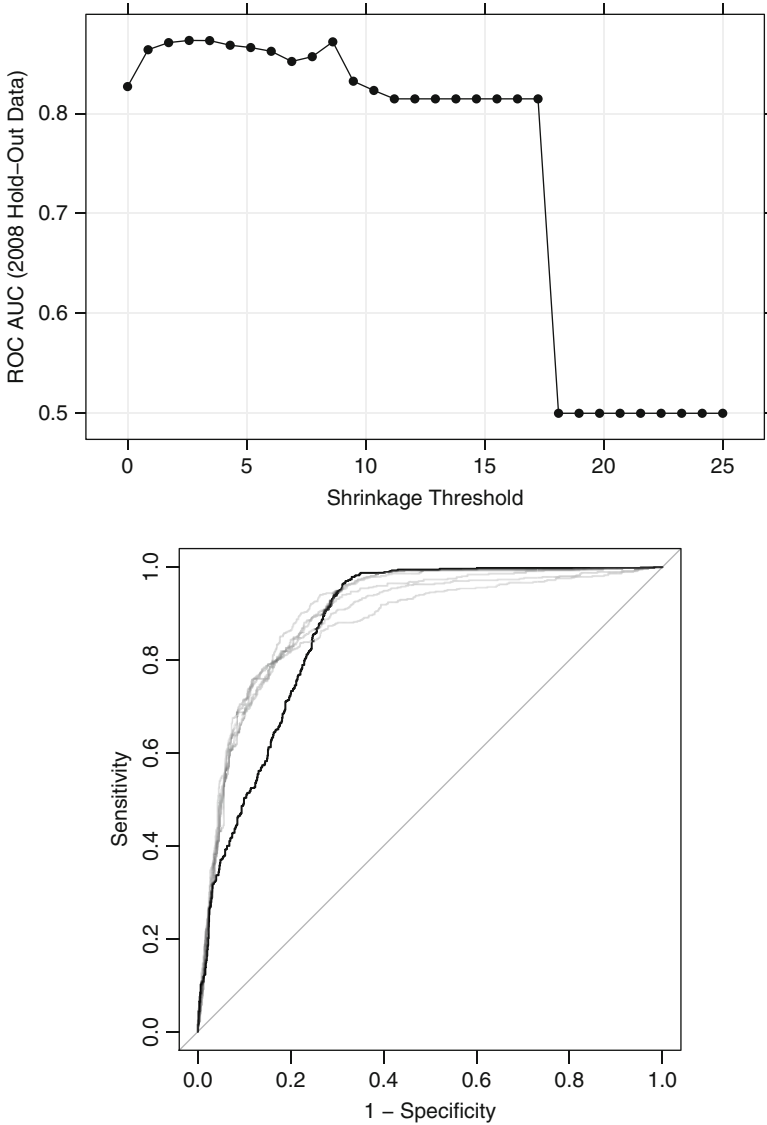 ROC AUC (2008 Hold−Out Data)
0.8
0.7
0.6
0.5
0 5 10 15 20 25
Shrinkage Threshold
Sensitivity
1.0
0.8
0.6
0.4
0.2
0.0
0.0 0.2 0.4 0.6 0.8 1.0
1 − Specificity